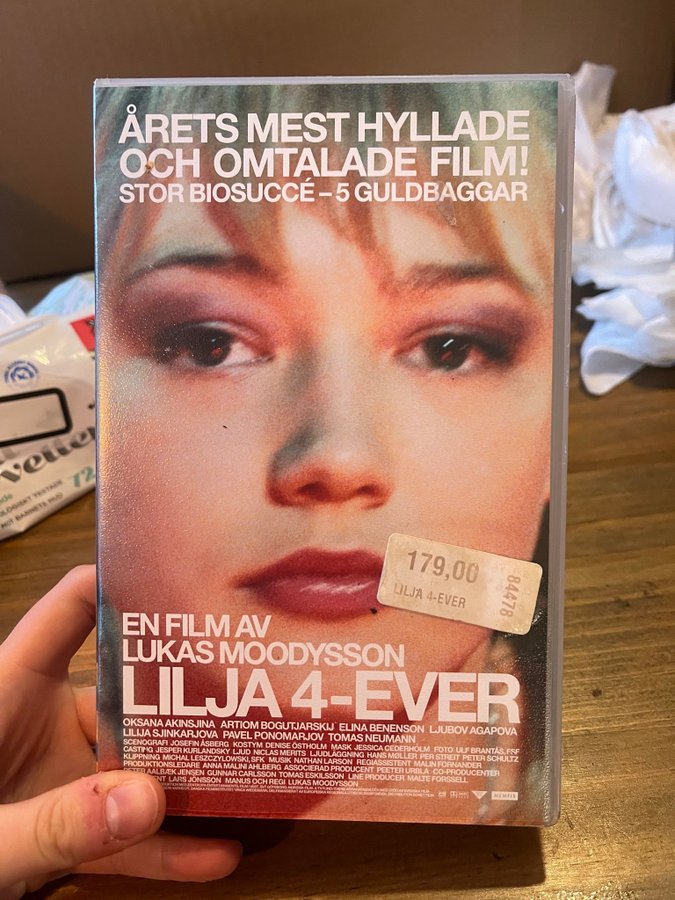 ÅRETS MEST HYLLADE
OCH OMTALADE FILM!
STOR BIOSUCCÉ – 5 GULDBAGGAR
179,00
LILJA 4-EVER
84478
EN FILM AV
LUKAS MOODYSSON
LILJA 4-EVER
OKSANA AKINSJINA ARTIOM BOGUTJARSKIJ ELINA BENENSON LJUBOV AGAPOVA
LILIJA SJINKARJOVA PAVEL PONOMARJOV TOMAS NEUMANN
SCENOGRAFI JOSEFIN ÅSBERG KOSTYM DENISE ÖSTHOLM MASK JESSICA CEDERHOLM FOTO ULF BRANTÅS, FSF
CASTING JESPER KURLANDSKY LJUD NICLAS MERITS LJUDLÄGGNING HANS MØLLER PER STREIT PETER SCHULTZ
KLIPPNING MICHAL LESZCZYLOWSKI, SFK MUSIK NATHAN LARSON REGIASSISTENT MALIN FORNANDER
PRODUKTIONSLEDARE ANNA MALINI AHLBERG ASSOCIERAD PRODUCENT PEETER URBLA CO-PRODUCENTER
PETER AALBÆK JENSEN GUNNAR CARLSSON TOMAS ESKILSSON LINE PRODUCER MALTE FORSSELL
LARS JÖNSSON MANUS OCH REGI LUKAS MOODYSSON
MEMFIS
72